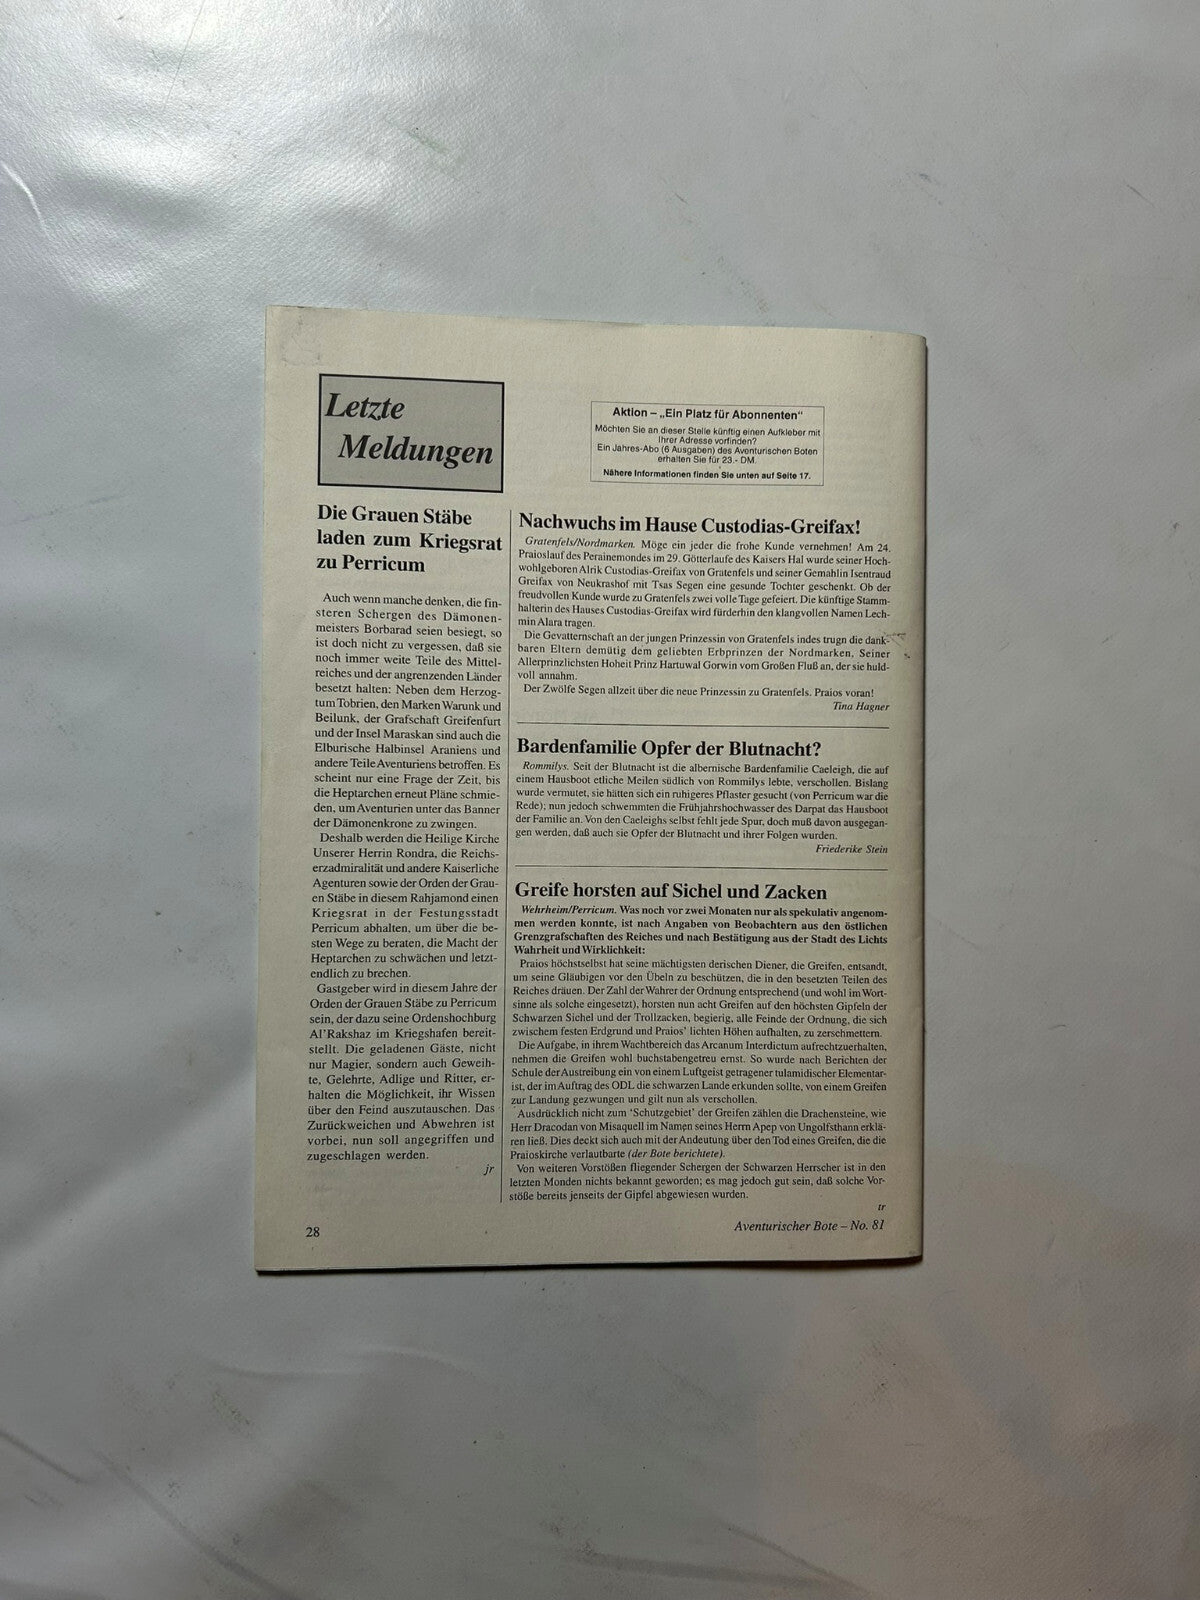 Letzte
Meldungen
Aktion – „Ein Platz für Abonnenten“
Möchten Sie an dieser Stelle künftig einen Aufkleber mit
Ihrer Adresse vorfinden?
Ein Jahres-Abo (6 Ausgaben) des Aventurischen Boten
erhalten Sie für 23.- DM.
Nähere Informationen finden Sie unten auf Seite 17.
Die Grauen Stäbe
laden zum Kriegsrat
zu Perricum
Auch wenn manche denken, die fin-
steren Schergen des Dämonen-
meisters Borbarad seien besiegt, so
ist doch nicht zu vergessen, daß sie
noch immer weite Teile des Mittel-
reiches und der angrenzenden Länder
besetzt halten: Neben dem Herzog-
tum Tobrien, den Marken Warunk und
Beilunk, der Grafschaft Greifenfurt
und der Insel Maraskan sind auch die
Elburische Halbinsel Araniens und
andere Teile Aventuriens betroffen. Es
scheint nur eine Frage der Zeit, bis
die Heptarchen erneut Pläne schmie-
den, um Aventurien unter das Banner
der Dämonenkrone zu zwingen.
Deshalb werden die Heilige Kirche
Unserer Herrin Rondra, die Reichs-
erzadmiralität und andere Kaiserliche
Agenturen sowie der Orden der Grau-
en Stäbe in diesem Rahjamond einen
Kriegsrat in der Festungsstadt
Perricum abhalten, um über die be-
sten Wege zu beraten, die Macht der
Heptarchen zu schwächen und letzt-
endlich zu brechen.
Gastgeber wird in diesem Jahre der
Orden der Grauen Stäbe zu Perricum
sein, der dazu seine Ordenshochburg
Al'Rakshaz im Kriegshafen bereit-
stellt. Die geladenen Gäste, nicht
nur Magier, sondern auch Geweih-
te, Gelehrte, Adlige und Ritter, er-
halten die Möglichkeit, ihr Wissen
über den Feind auszutauschen. Das
Zurückweichen und Abwehren ist
vorbei, nun soll angegriffen und
zugeschlagen werden.
jr
Nachwuchs im Hause Custodias-Greifax!
Gratenfels/Nordmarken. Möge ein jeder die frohe Kunde vernehmen! Am 24.
Praioslauf des Perainemondes im 29. Götterlaufe des Kaisers Hal wurde seiner Hoch-
wohlgeboren Alrik Custodias-Greifax von Gratenfels und seiner Gemahlin Isentraud
Greifax von Neukrashof mit Tsas Segen eine gesunde Tochter geschenkt. Ob der
freudvollen Kunde wurde zu Gratenfels zwei volle Tage gefeiert. Die künftige Stamm-
halterin des Hauses Custodias-Greifax wird fürderhin den klangvollen Namen Lech-
min Alara tragen.
Die Gevatternschaft an der jungen Prinzessin von Gratenfels indes trugn die dank-
baren Eltern demütig dem geliebten Erbprinzen der Nordmarken, Seiner
Allerprinzlichsten Hoheit Prinz Hartuwal Gorwin vom Großen Fluß an, der sie huld-
voll annahm.
Der Zwölfe Segen allzeit über die neue Prinzessin zu Gratenfels. Praios voran!
Tina Hagner
Bardenfamilie Opfer der Blutnacht?
Rommilys. Seit der Blutnacht ist die albernische Bardenfamilie Caeleigh, die auf
einem Hausboot etliche Meilen südlich von Rommilys lebte, verschollen. Bislang
wurde vermutet, sie hätten sich ein ruhigeres Pflaster gesucht (von Perricum war die
Rede); nun jedoch schwemmten die Frühjahrshochwasser des Darpat das Hausboot
der Familie an. Von den Caeleighs selbst fehlt jede Spur, doch muß davon ausgegan-
gen werden, daß auch sie Opfer der Blutnacht und ihrer Folgen wurden.
Friederike Stein
Greife horsten auf Sichel und Zacken
Wehrheim/Perricum. Was noch vor zwei Monaten nur als spekulativ angenom-
men werden konnte, ist nach Angaben von Beobachtern aus den östlichen
Grenzgrafschaften des Reiches und nach Bestätigung aus der Stadt des Lichts
Wahrheit und Wirklichkeit:
Praios höchstselbst hat seine mächtigsten derischen Diener, die Greifen, entsandt,
um seine Gläubigen vor den Übeln zu beschützen, die in den besetzten Teilen des
Reiches dräuen. Der Zahl der Wahrer der Ordnung entsprechend (und wohl im Wort-
sinne als solche eingesetzt), horsten nun acht Greifen auf den höchsten Gipfeln der
Schwarzen Sichel und der Trollzacken, begierig, alle Feinde der Ordnung, die sich
zwischem festen Erdgrund und Praios' lichten Höhen aufhalten, zu zerschmettern.
Die Aufgabe, in ihrem Wachtbereich das Arcanum Interdictum aufrechtzuerhalten,
nehmen die Greifen wohl buchstabengetreu ernst. So wurde nach Berichten der
Schule der Austreibung ein von einem Luftgeist getragener tulamidischer Elementar-
ist, der im Auftrag des ODL die schwarzen Lande erkunden sollte, von einem Greifen
zur Landung gezwungen und gilt nun als verschollen.
Ausdrücklich nicht zum 'Schutzgebiet' der Greifen zählen die Drachensteine, wie
Herr Dracodan von Misaquell im Namen seines Herrn Apep von Ungolfsthann erklä-
ren ließ. Dies deckt sich auch mit der Andeutung über den Tod eines Greifen, die die
Praioskirche verlautbarte (der Bote berichtete).
Von weiteren Vorstößen fliegender Schergen der Schwarzen Herrscher ist in den
letzten Monden nichts bekannt geworden; es mag jedoch gut sein, daß solche Vor-
stöße bereits jenseits der Gipfel abgewiesen wurden.
tr
28
Aventurischer Bote – No. 81